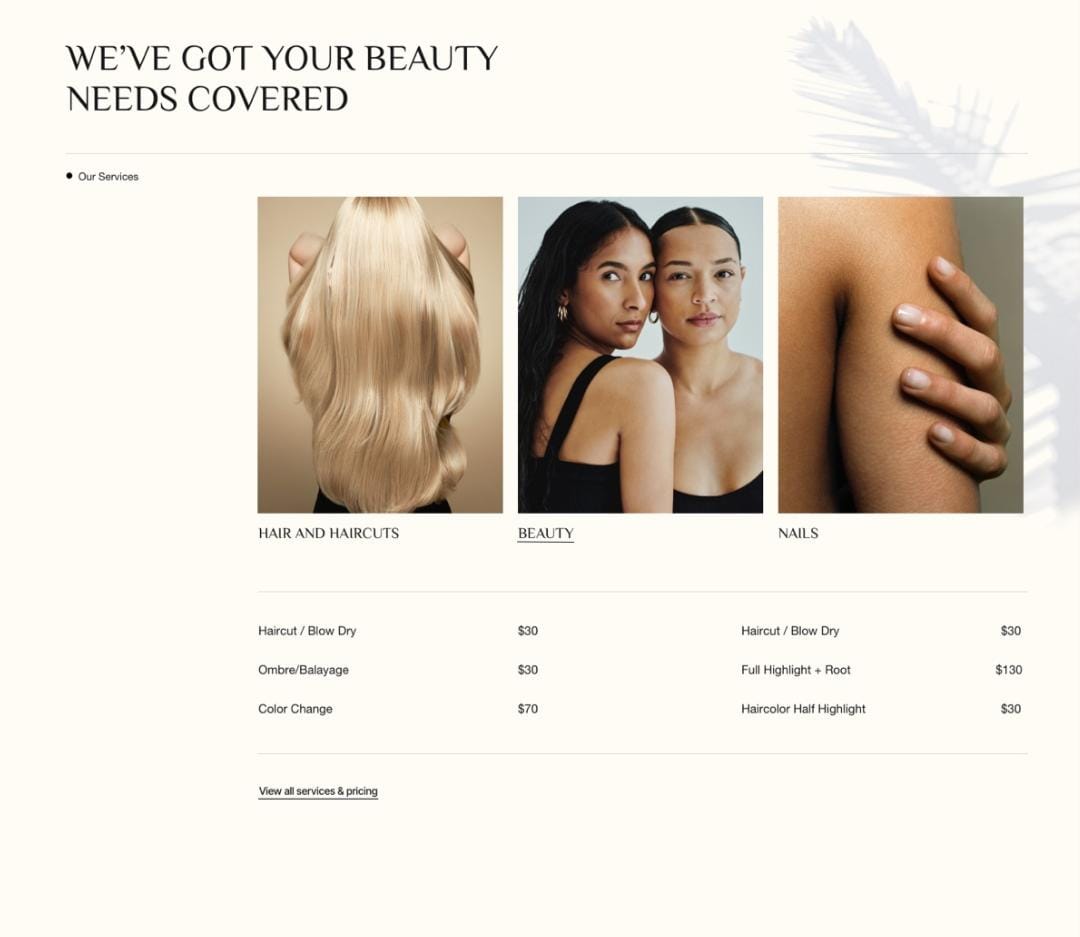 WE’VE GOT YOUR BEAUTY
NEEDS COVERED
Our Services
HAIR AND HAIRCUTS
BEAUTY
NAILS
Haircut / Blow Dry $30
Ombre/Balayage $30
Color Change $70
Haircut / Blow Dry $30
Full Highlight + Root $130
Haircolor Half Highlight $30
View all services & pricing